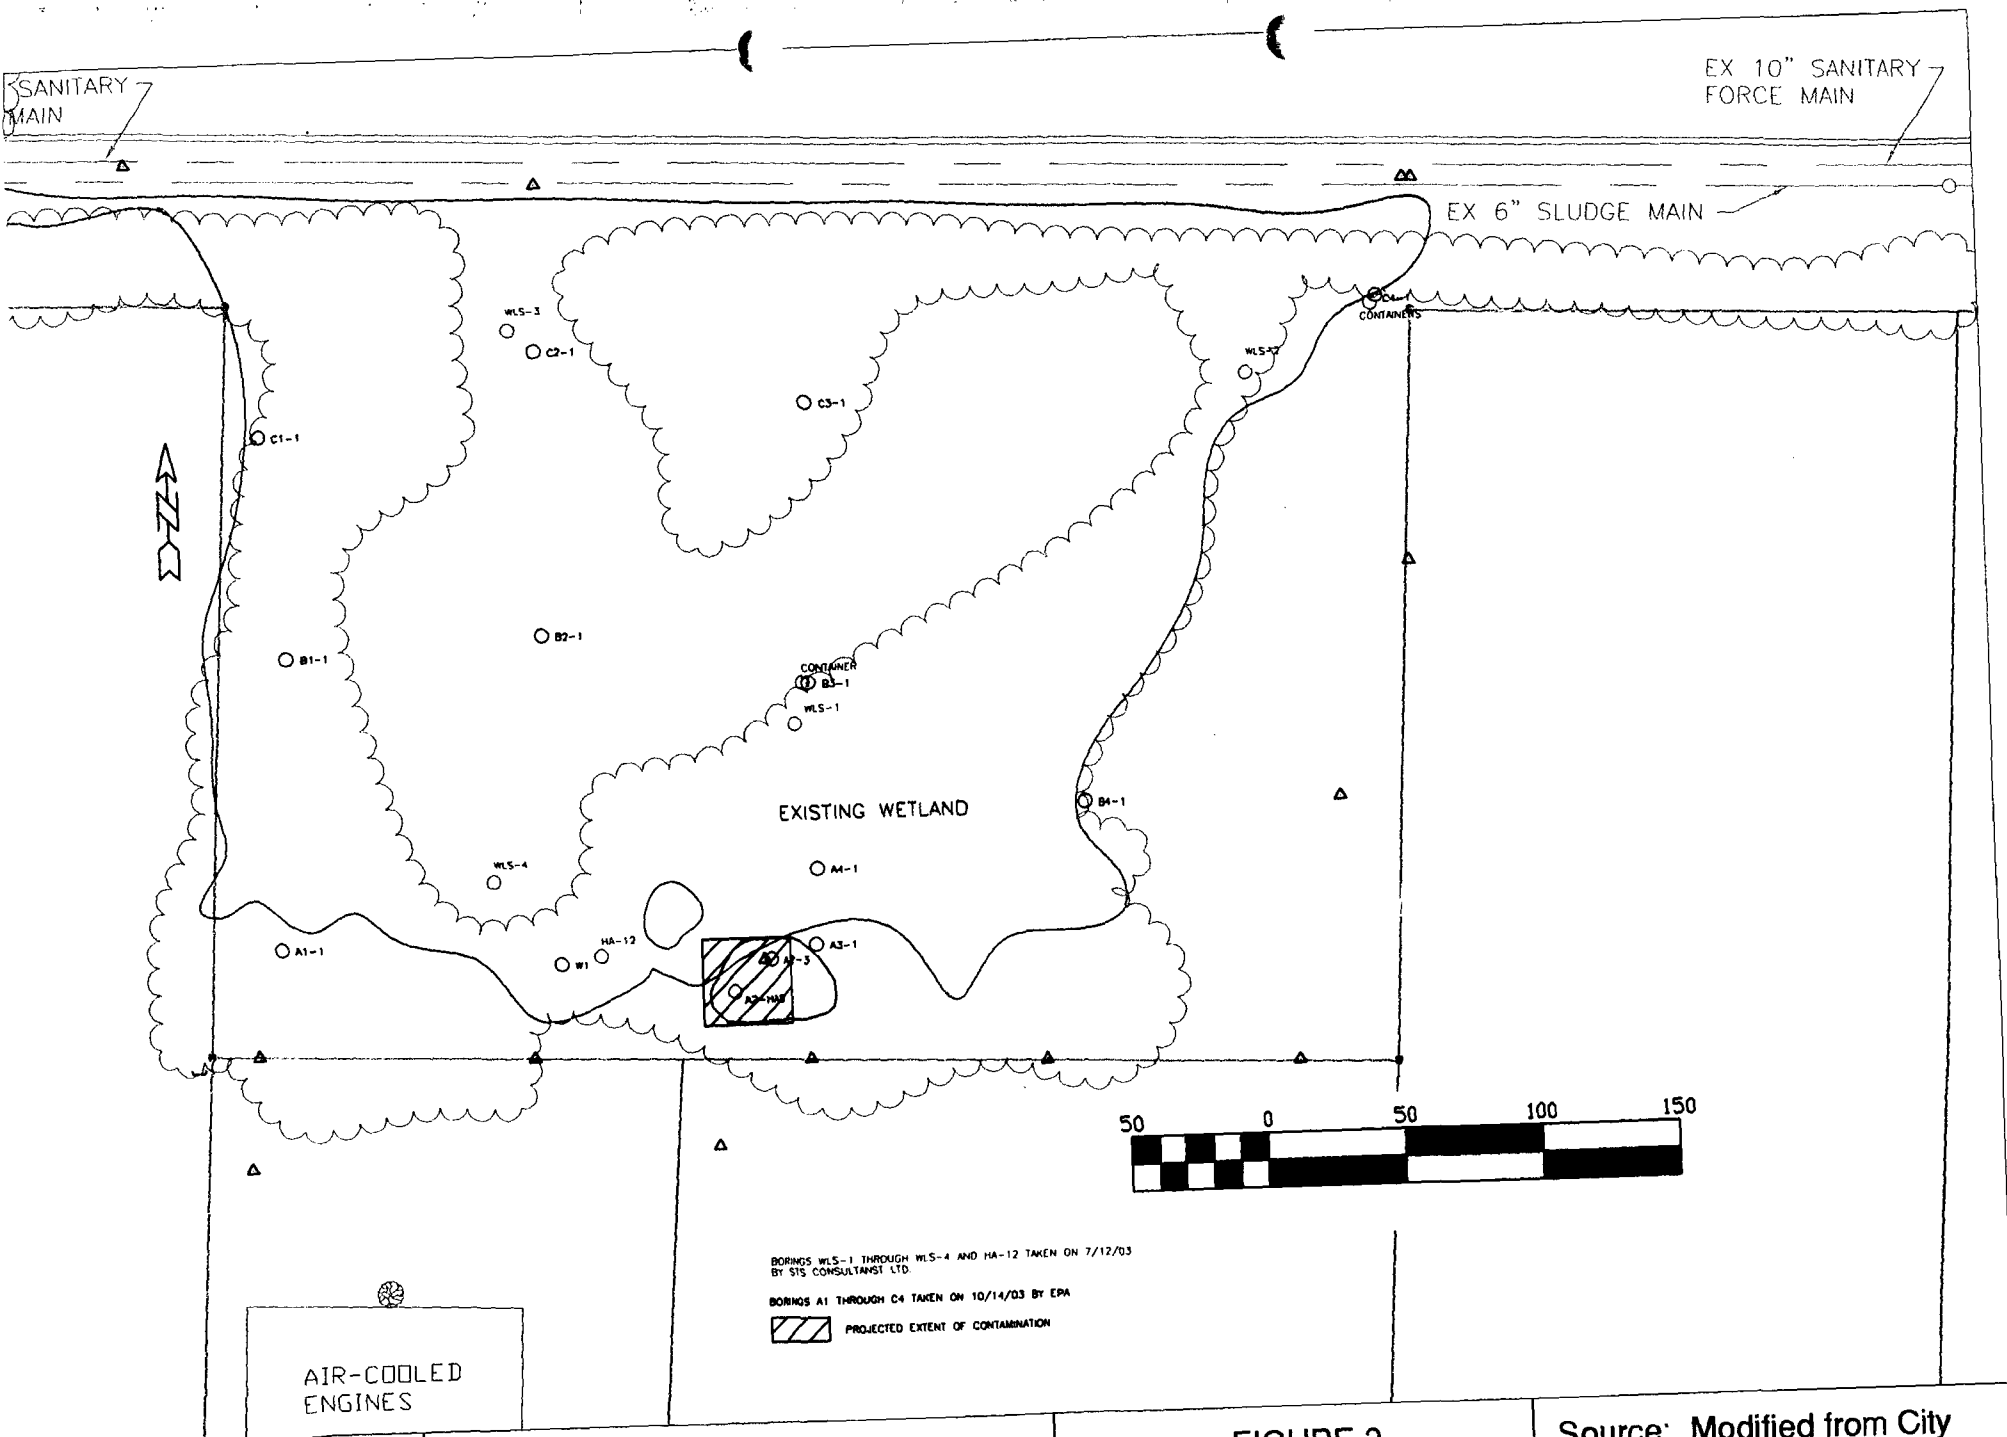 SANITARY
MAIN
EX 10" SANITARY
FORCE MAIN
EX 6" SLUDGE MAIN
CONTAINERS
WLS-3
C2-1
C3-1
C1-1
N
B2-1
B1-1
CONTAINER
B3-1
WLS-1
EXISTING WETLAND
B4-1
WLS-4
A4-1
HA-12
W1
A3-1
A1-1
50 0 50 100 150
BORINGS WLS-1 THROUGH WLS-4 AND HA-12 TAKEN ON 7/12/03
BY STS CONSULTANST LTD.
BORINGS A1 THROUGH C4 TAKEN ON 10/14/03 BY EPA
PROJECTED EXTENT OF CONTAMINATION
AIR-COOLED
ENGINES
FIGURE 2
Source: Modified from City